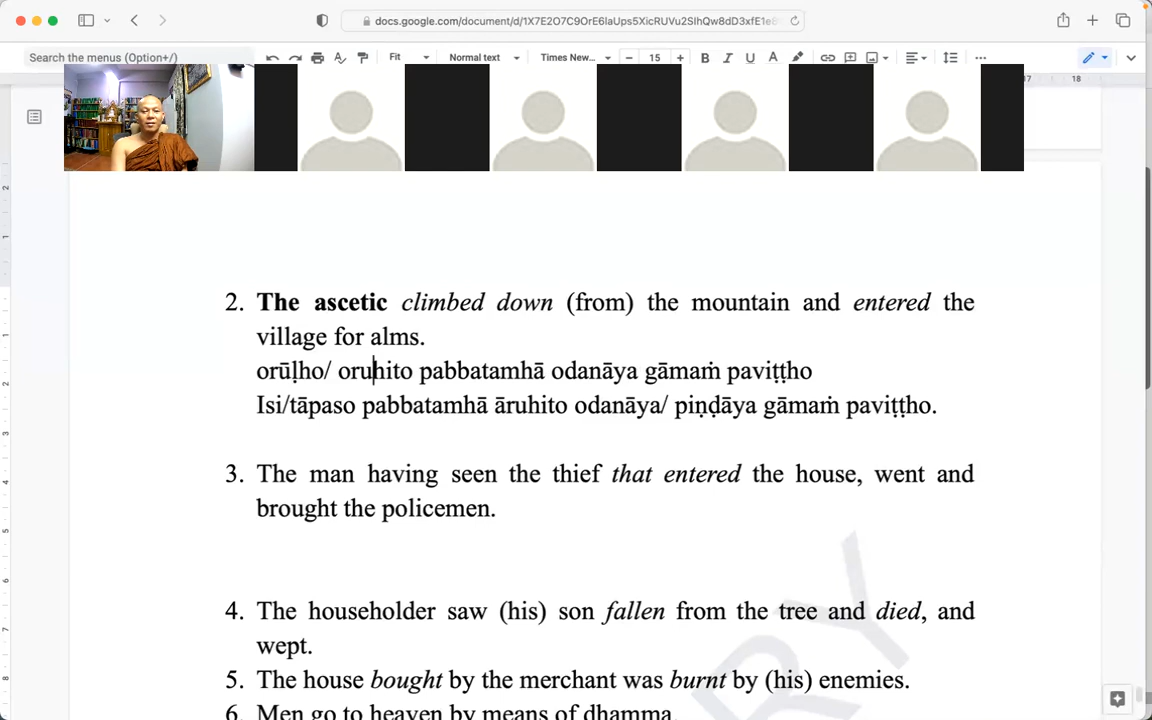 docs.google.com/document/d/1X7E2O7C9OrE6laUps5XicRUVu2SIhQw8dD3xfE1e8
Search the menus (Option+/)
Fit
Normal text
Times New...
15
17
18
2. The ascetic climbed down (from) the mountain and entered the
village for alms.
orūḷho/ oruhito pabbatamhā odanāya gāmaṁ paviṭṭho
Isi/tāpaso pabbatamhā āruhito odanāya/ piṇḍāya gāmaṁ paviṭṭho.
3. The man having seen the thief that entered the house, went and
brought the policemen.
4. The householder saw (his) son fallen from the tree and died, and
wept.
5. The house bought by the merchant was burnt by (his) enemies.
6. Men go to heaven by means of dhamma.
RY